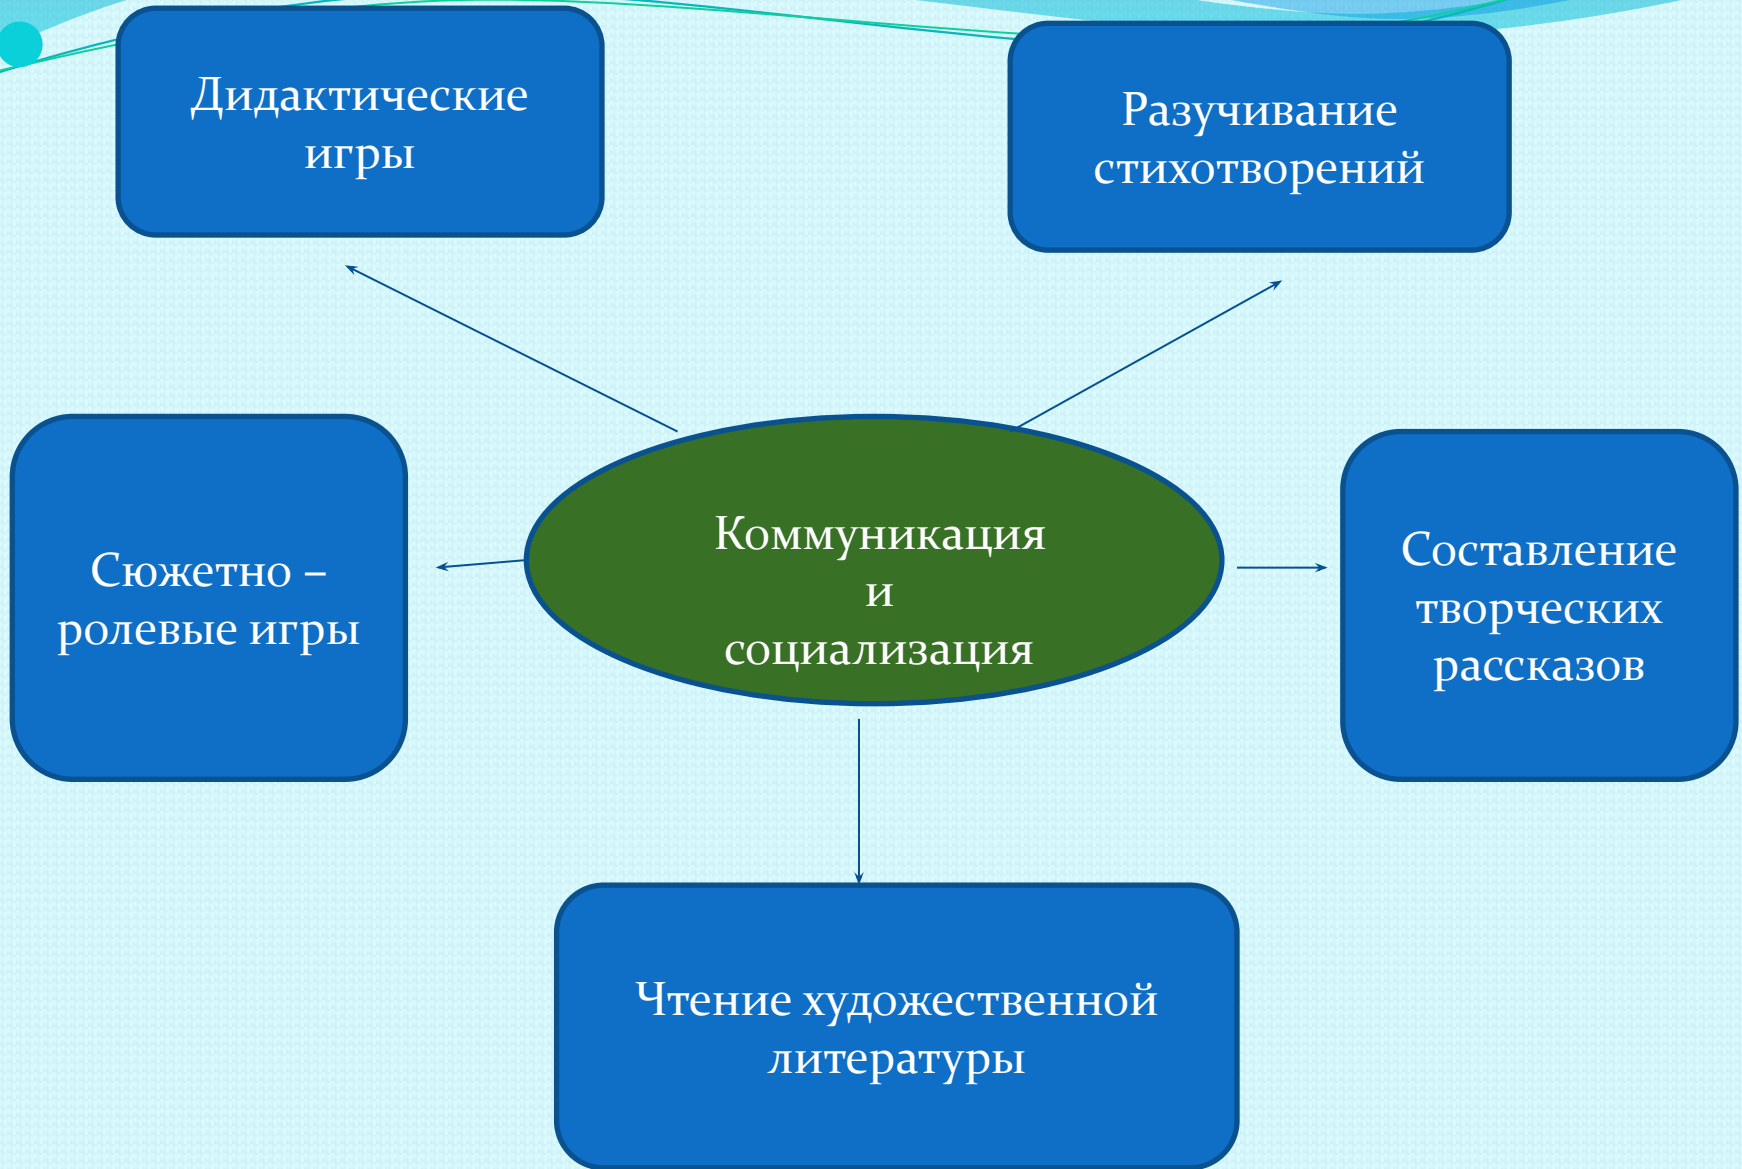 Дидактические
игры
Разучивание
стихотворений
Сюжетно –
ролевые игры
Коммуникация
и
социализация
Составление
творческих
рассказов
Чтение художественной
литературы